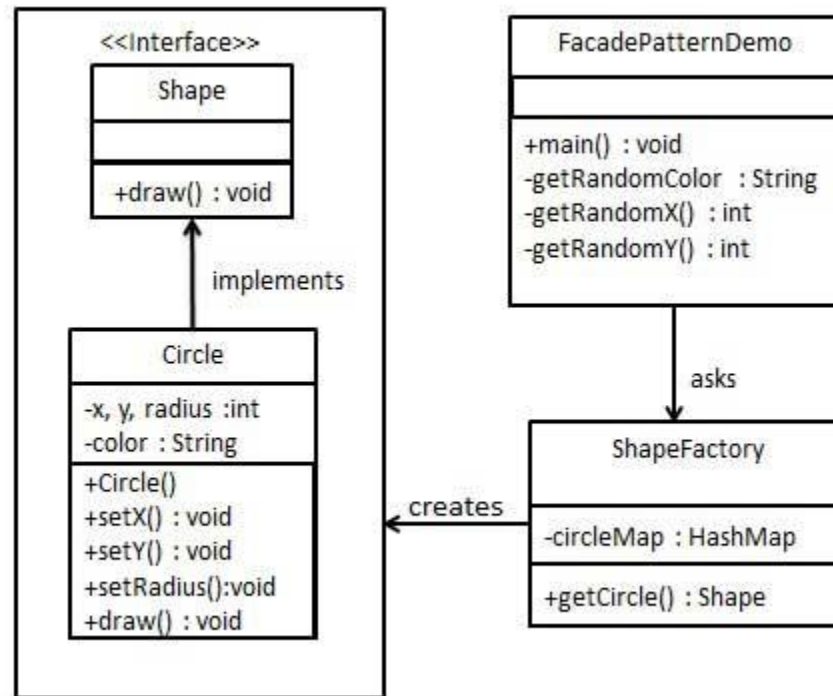 <<Interface>>
Shape
+draw() : void
implements
Circle
-x, y, radius :int
-color : String
+Circle()
+setX() : void
+setY() : void
+setRadius():void
+draw() : void
FacadePatternDemo
+main() : void
-getRandomColor : String
-getRandomX() : int
-getRandomY() : int
asks
ShapeFactory
-circleMap : HashMap
+getCircle() : Shape
creates